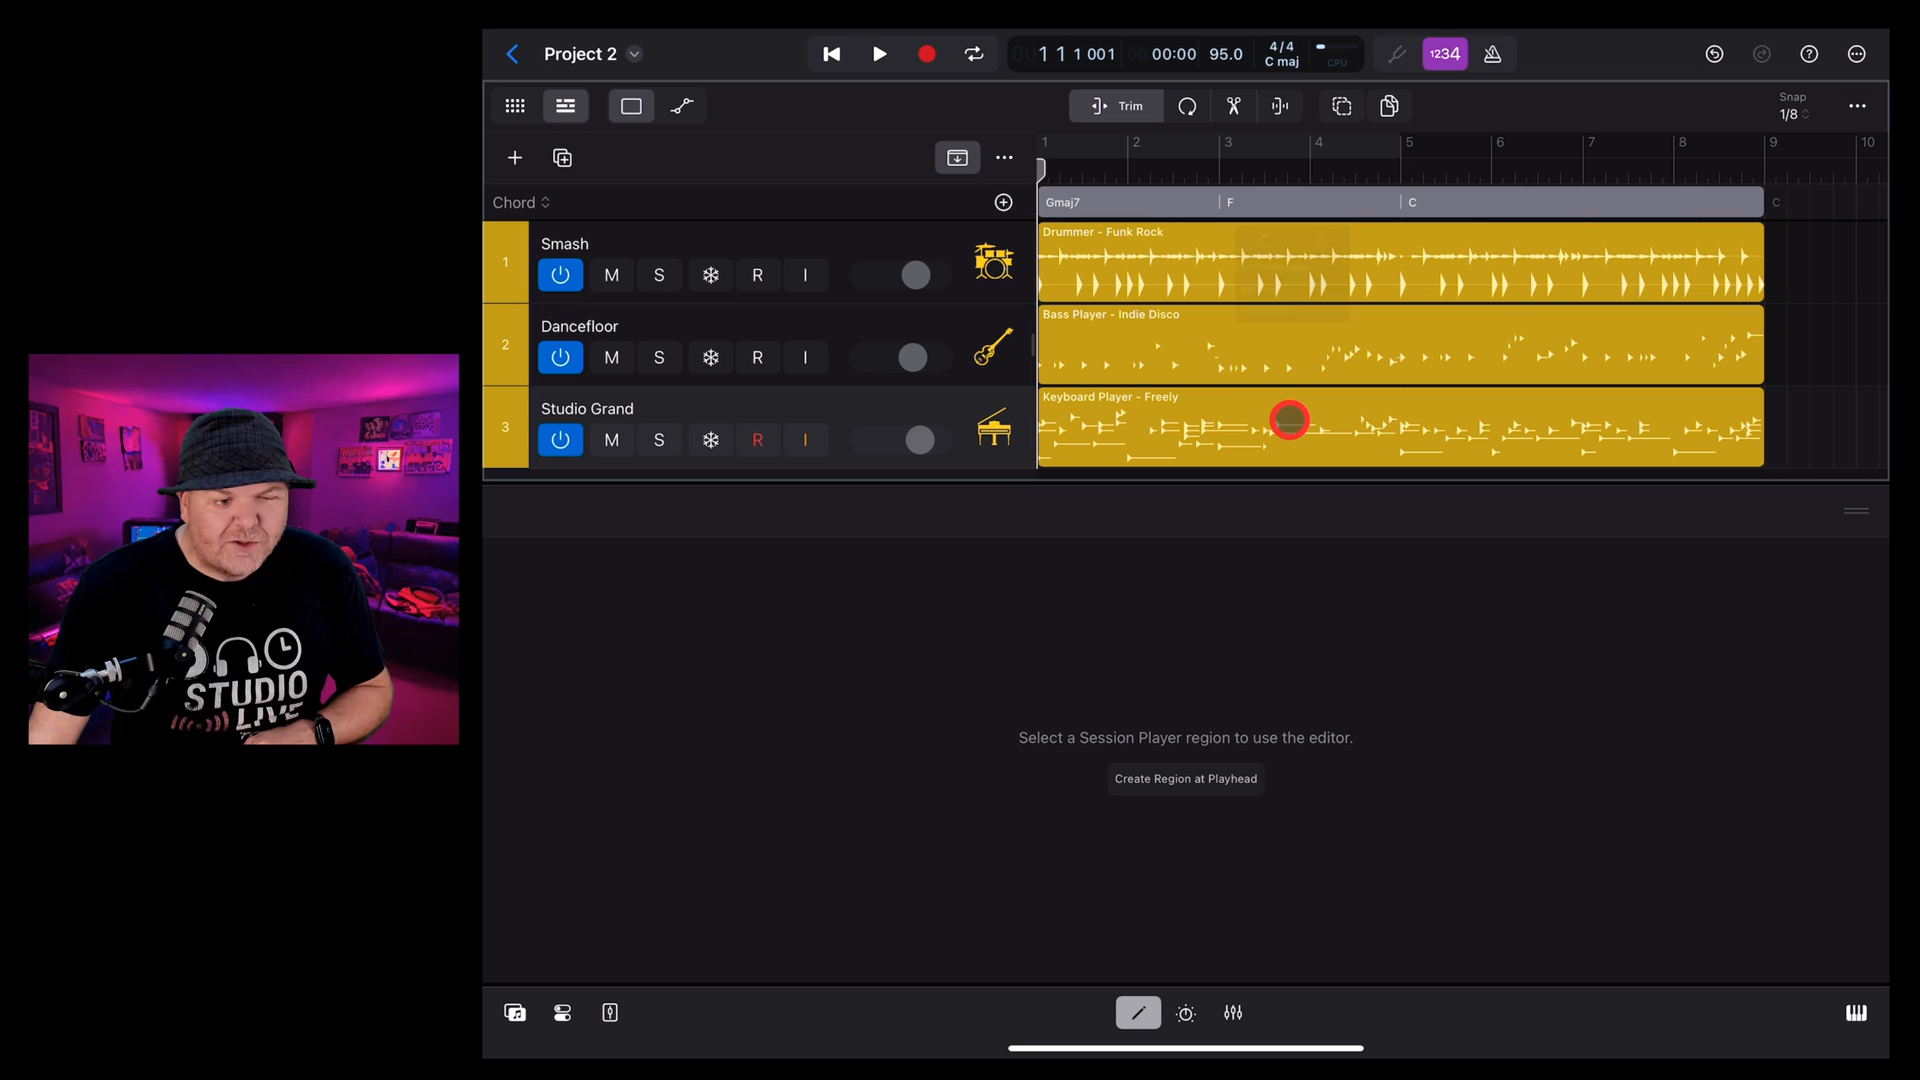 Project 2
1 1 1 001
00:00
95.0
4/4
C maj
CPU
1234
Trim
Snap
1/8
1
2
3
4
5
6
7
8
9
10
Chord
Gmaj7
F
C
C
1
Smash
M
S
R
I
Drummer - Funk Rock
2
Dancefloor
M
S
R
I
Bass Player - Indie Disco
3
Studio Grand
M
S
R
I
Keyboard Player - Freely
STUDIO
LIVE
Select a Session Player region to use the editor.
Create Region at Playhead